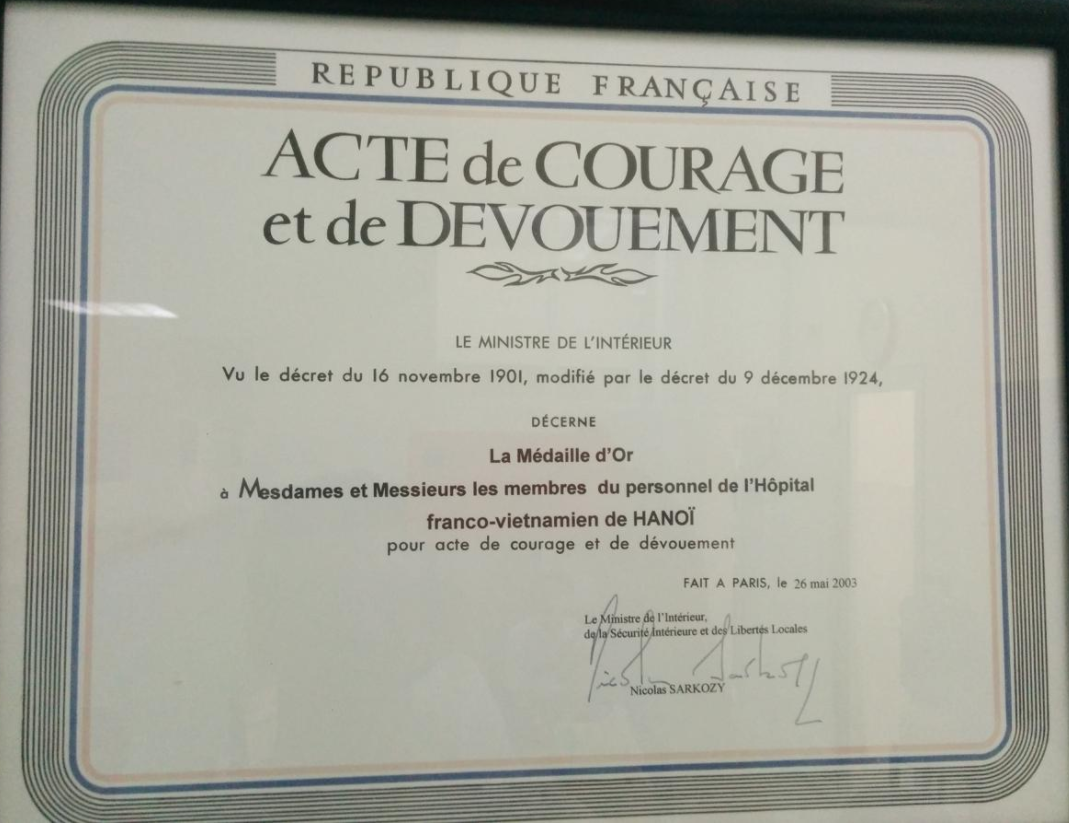 REPUBLIQUE FRANÇAISE
ACTE de COURAGE
et de DEVOUEMENT
LE MINISTRE DE L'INTÉRIEUR
Vu le décret du 16 novembre 1901, modifié par le décret du 9 décembre 1924,
DÉCERNE
La Médaille d'Or
à Mesdames et Messieurs les membres du personnel de l'Hôpital
franco-vietnamien de HANOÏ
pour acte de courage et de dévouement
FAIT A PARIS, le 26 mai 2003
Le Ministre de l'Intérieur,
de la Sécurité Intérieure et des Libertés Locales
Nicolas SARKOZY